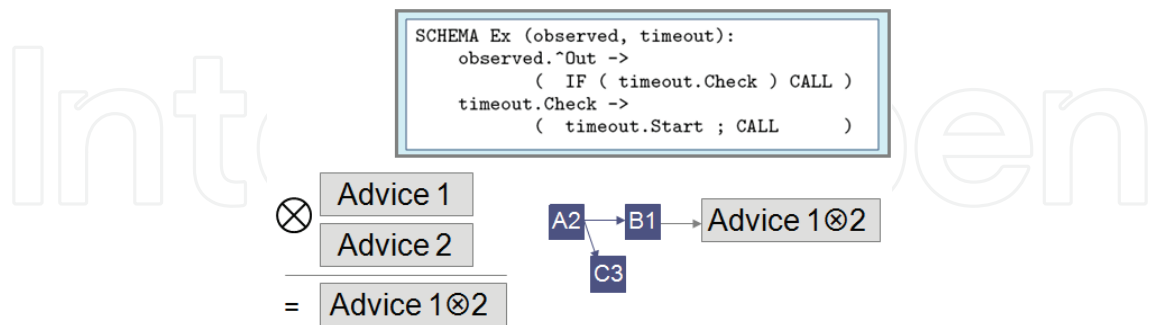 SCHEMA Ex (observed, timeout):
observed.^Out ->
( IF ( timeout.Check ) CALL )
timeout.Check ->
( timeout.Start ; CALL )
⊗ Advice 1
Advice 2
= Advice 1⊗2
A2 B1 Advice 1⊗2
C3